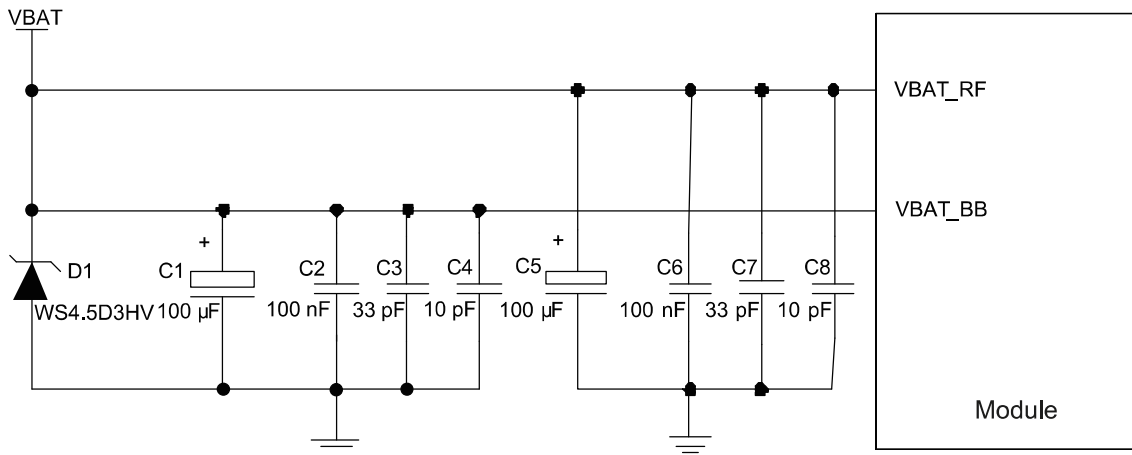 VBAT
VBAT_RF
VBAT_BB
+
+
D1
C1
C2
C3
C4
C5
C6
C7
C8
WS4.5D3HV
100 µF
100 nF
33 pF
10 pF
100 µF
100 nF
33 pF
10 pF
Module